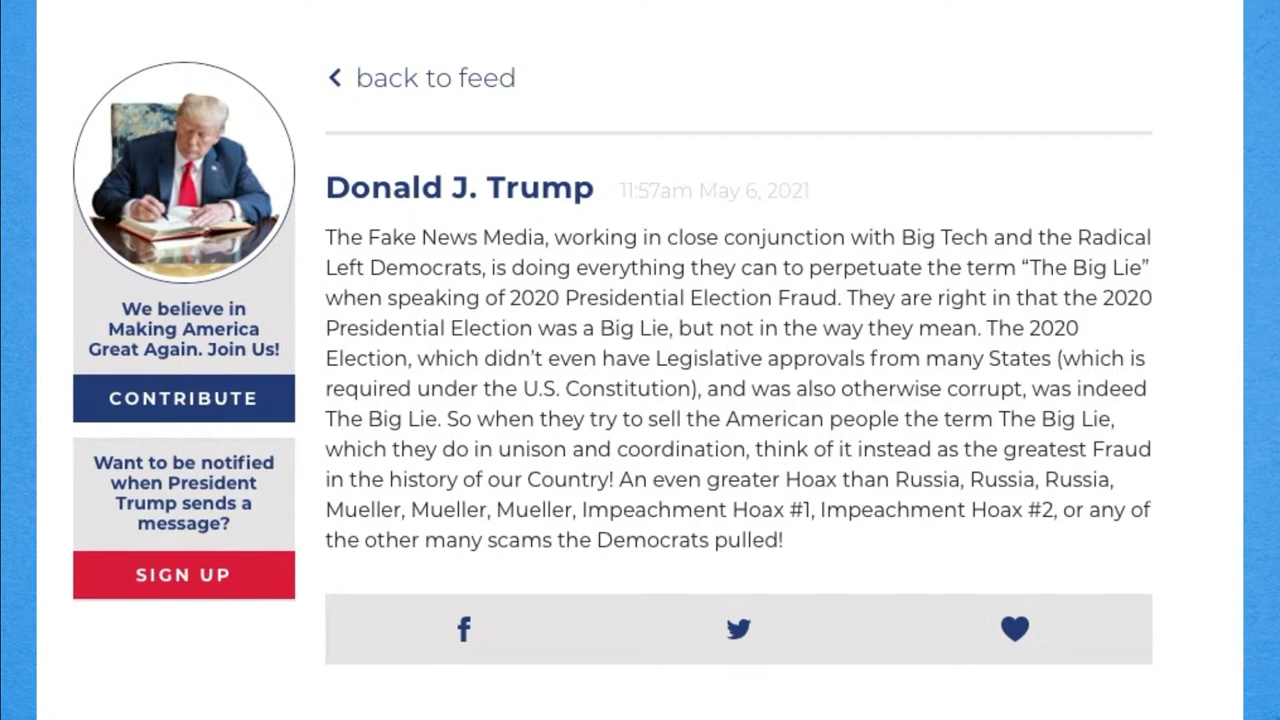 back to feed
Donald J. Trump 11:57am May 6, 2021
The Fake News Media, working in close conjunction with Big Tech and the Radical
Left Democrats, is doing everything they can to perpetuate the term “The Big Lie”
when speaking of 2020 Presidential Election Fraud. They are right in that the 2020
Presidential Election was a Big Lie, but not in the way they mean. The 2020
Election, which didn’t even have Legislative approvals from many States (which is
required under the U.S. Constitution), and was also otherwise corrupt, was indeed
The Big Lie. So when they try to sell the American people the term The Big Lie,
which they do in unison and coordination, think of it instead as the greatest Fraud
in the history of our Country! An even greater Hoax than Russia, Russia, Russia,
Mueller, Mueller, Mueller, Impeachment Hoax #1, Impeachment Hoax #2, or any of
the other many scams the Democrats pulled!
We believe in
Making America
Great Again. Join Us!
CONTRIBUTE
Want to be notified
when President
Trump sends a
message?
SIGN UP